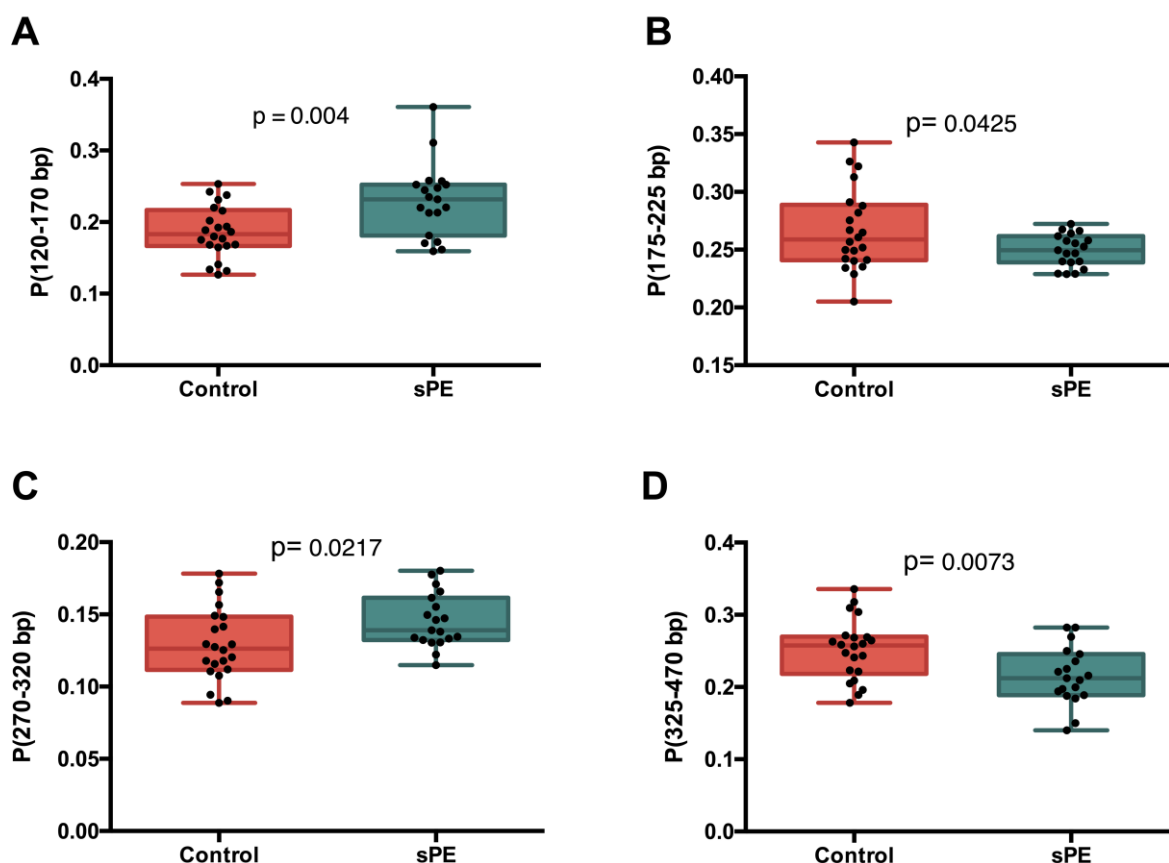 A
P(120-170 bp)
0.4
0.3
0.2
0.1
0.0
p = 0.004
Control
sPE
B
P(175-225 bp)
0.40
0.35
0.30
0.25
0.20
0.15
p= 0.0425
Control
sPE
C
P(270-320 bp)
0.20
0.15
0.10
0.05
0.00
p= 0.0217
Control
sPE
D
P(325-470 bp)
0.4
0.3
0.2
0.1
0.0
p= 0.0073
Control
sPE